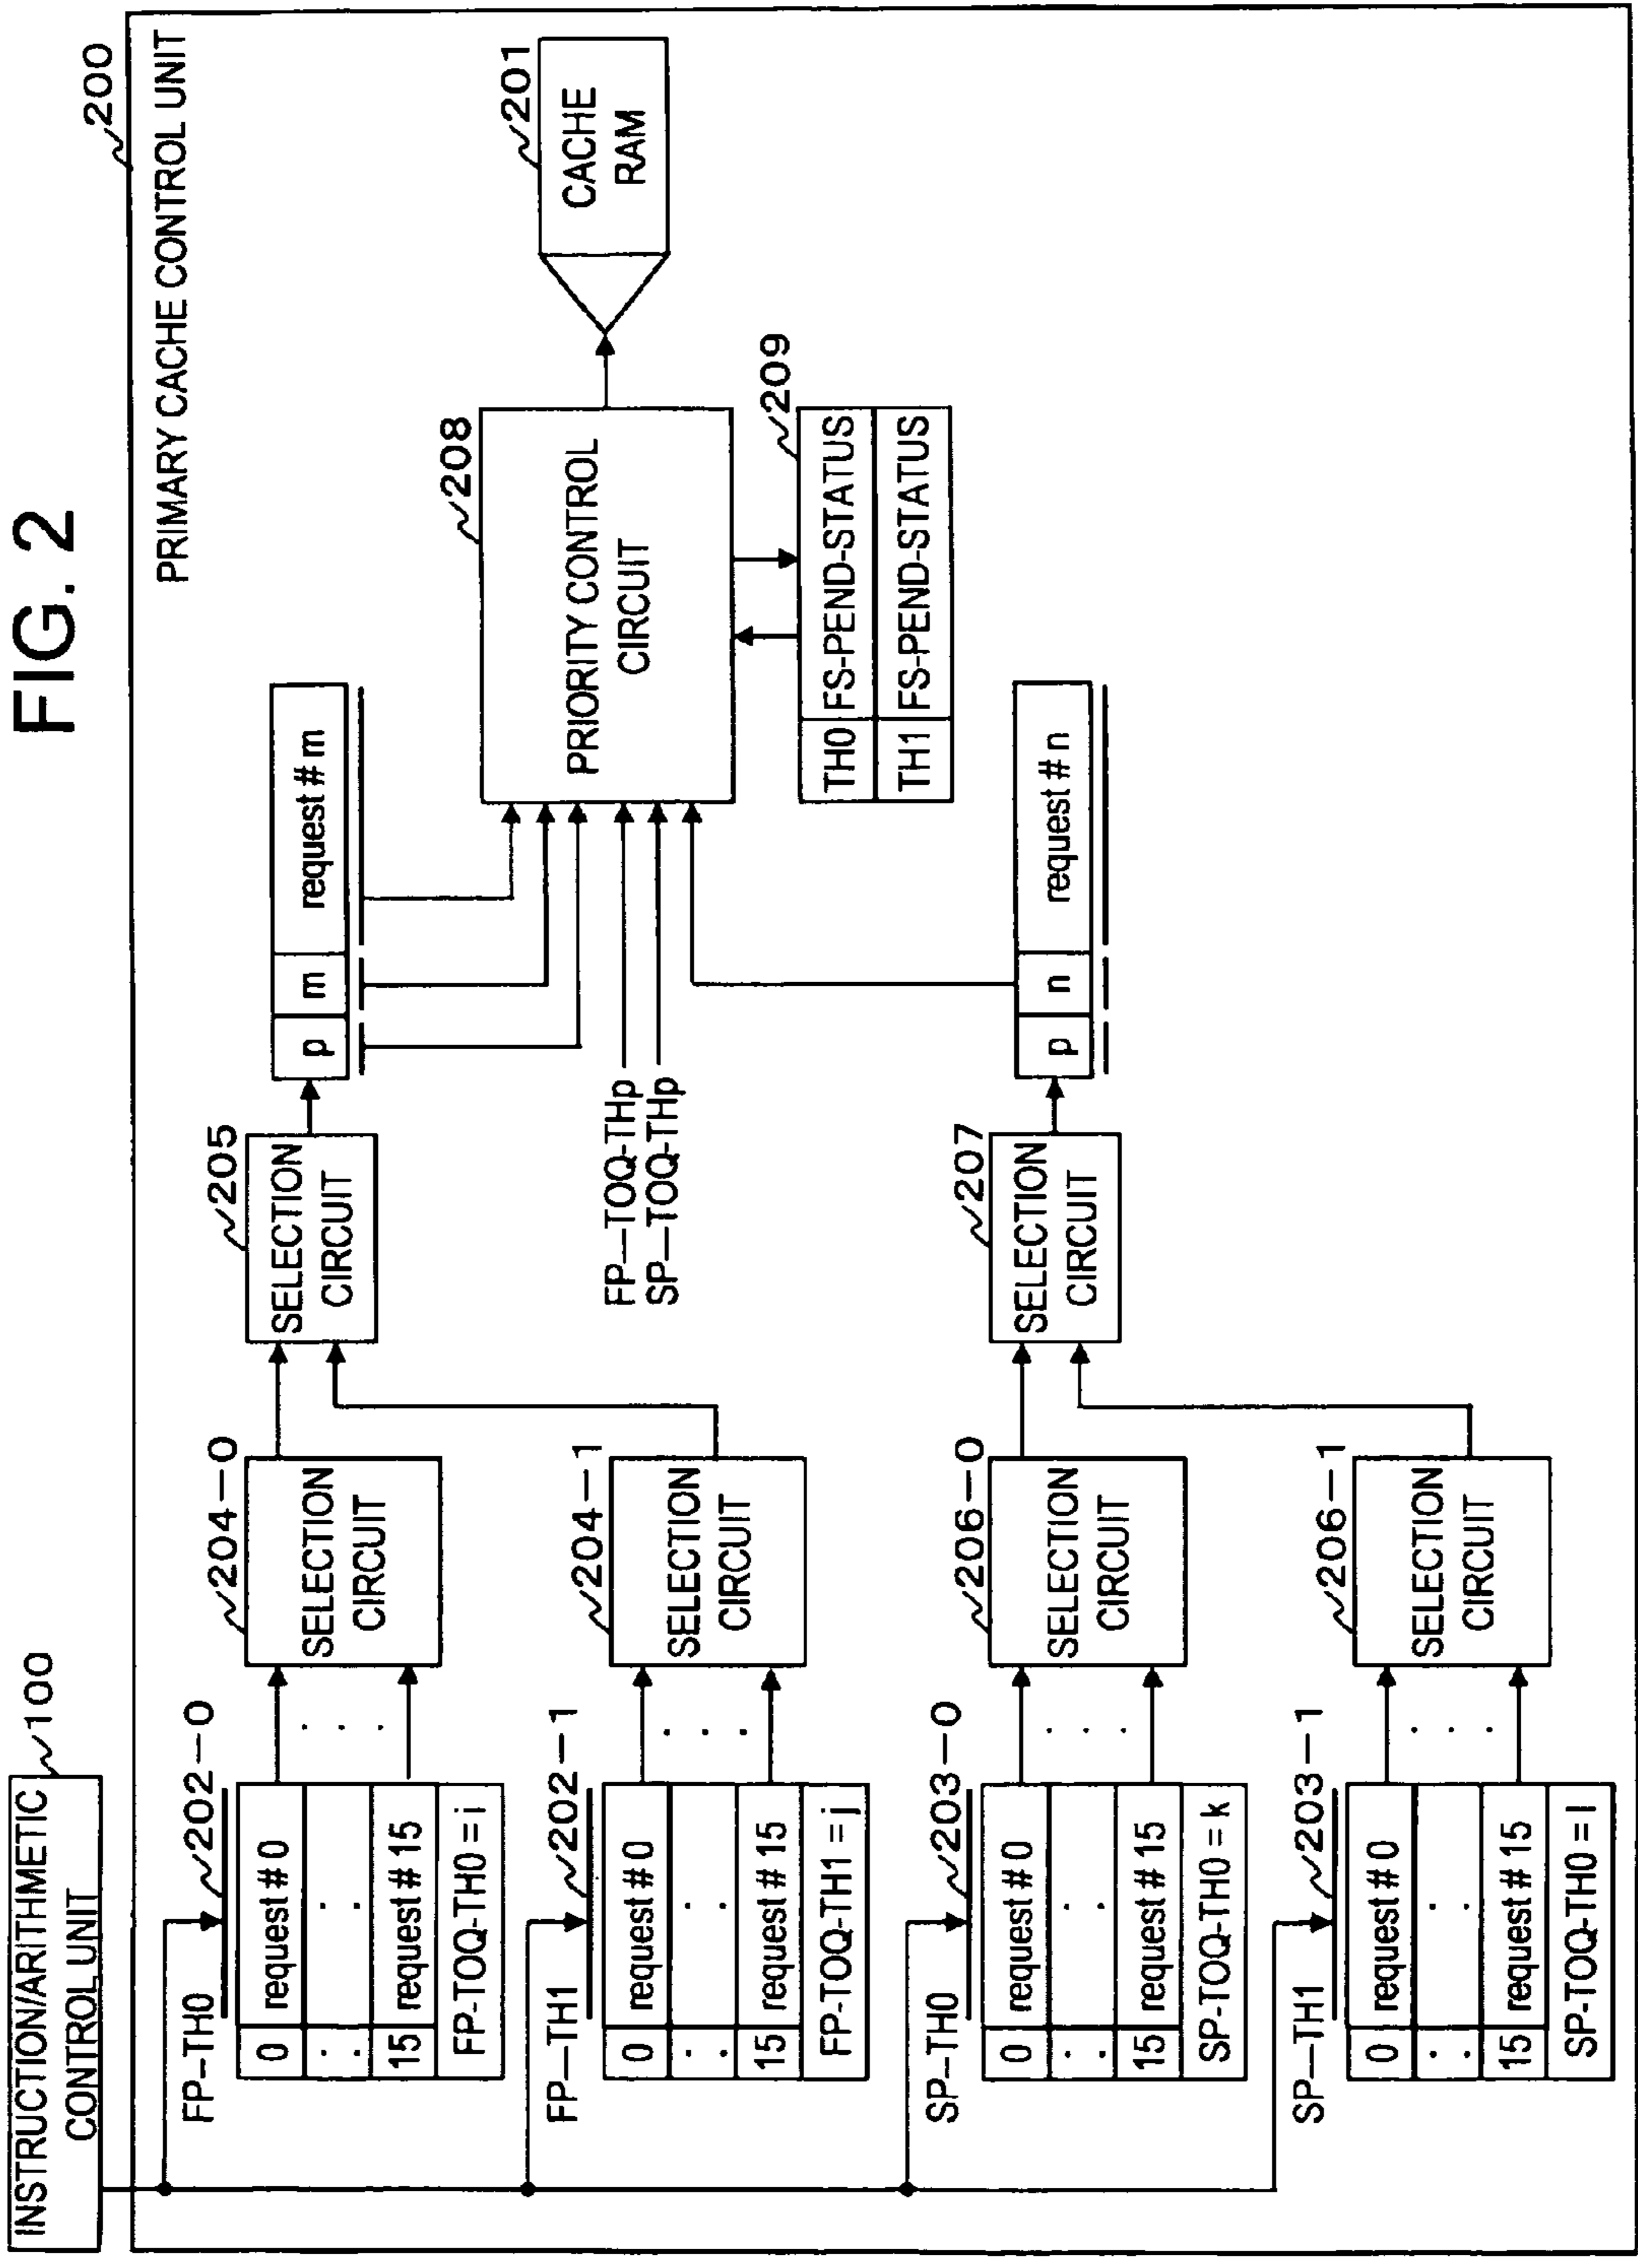 FIG. 2
INSTRUCTION/ARITHMETIC
CONTROL UNIT
100
200
PRIMARY CACHE CONTROL UNIT
FP—TH0
202—0
0 request# 0
. . . .
15 request# 15
FP-TOQ-TH0 = i
204—0
SELECTION
CIRCUIT
205
SELECTION
CIRCUIT
p m request# m
FP—TH1
202—1
0 request# 0
. . . .
15 request# 15
FP-TOQ-TH1 = j
204—1
SELECTION
CIRCUIT
FP—TOQ-THp
SP—TOQ-THp
208
PRIORITY CONTROL
CIRCUIT
201
CACHE
RAM
209
TH0 FS-PEND-STATUS
TH1 FS-PEND-STATUS
SP—TH0
203—0
0 request# 0
. . . .
15 request# 15
SP-TOQ-TH0 = k
206—0
SELECTION
CIRCUIT
207
SELECTION
CIRCUIT
p n request# n
SP—TH1
203—1
0 request# 0
. . . .
15 request# 15
SP-TOQ-TH0 = l
206—1
SELECTION
CIRCUIT